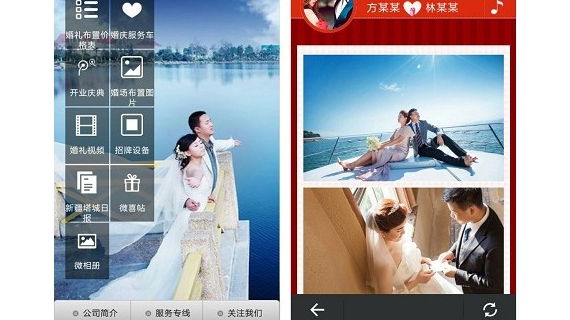 婚礼布置价
格表
婚庆服务车
开业庆典
婚场布置图
片
婚礼视频
招牌设备
新疆塔城日
报
微喜帖
微相册
公司简介
服务专线
关注我们
方某某
林某某